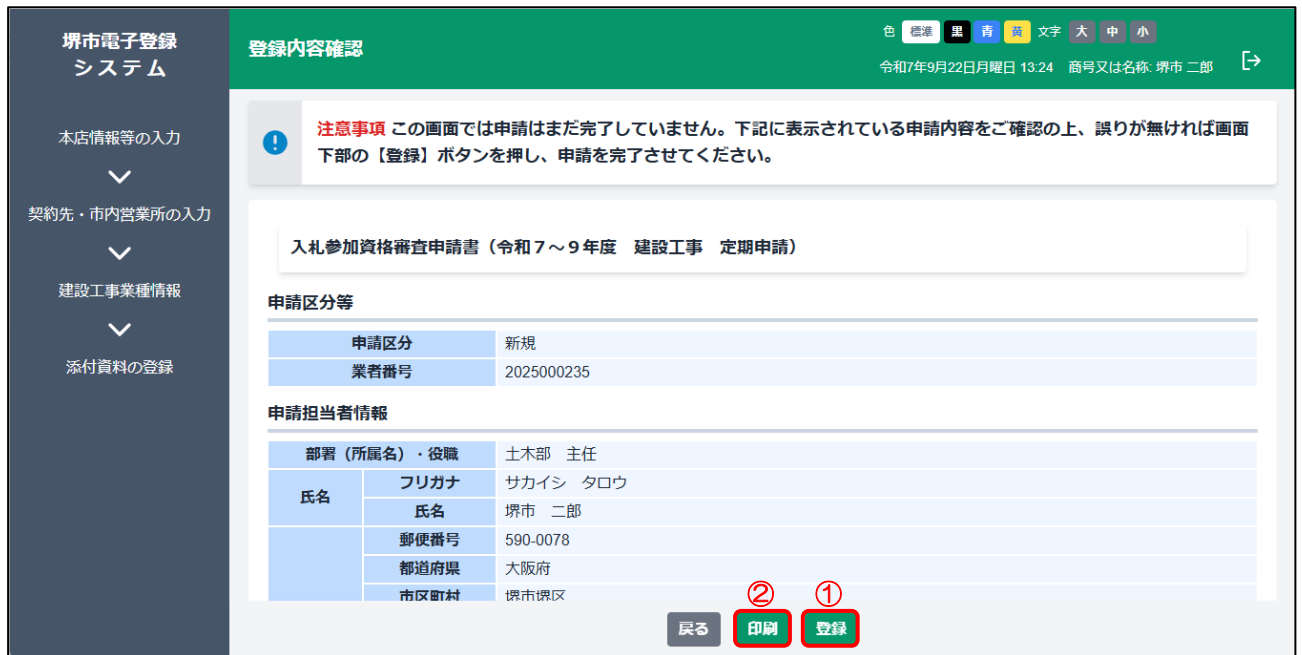 堺市電子登録
システム
本店情報等の入力
契約先・市内営業所の入力
建設工事業種情報
添付資料の登録
登録内容確認
色 標準 黒 青 黄 文字 大 中 小
令和7年9月22日月曜日 13:24 商号又は名称: 堺市 二郎
注意事項 この画面では申請はまだ完了していません。下記に表示されている申請内容をご確認の上、誤りが無ければ画面
下部の【登録】ボタンを押し、申請を完了させてください。
入札参加資格審査申請書（令和７～９年度　建設工事　定期申請）
申請区分等
申請区分 新規
業者番号 2025000235
申請担当者情報
部署（所属名）・役職 土木部　主任
氏名 フリガナ サカイシ　タロウ
氏名 堺市　二郎
郵便番号 590-0078
都道府県 大阪府
市区町村 堺市堺区
② ①
戻る 印刷 登録